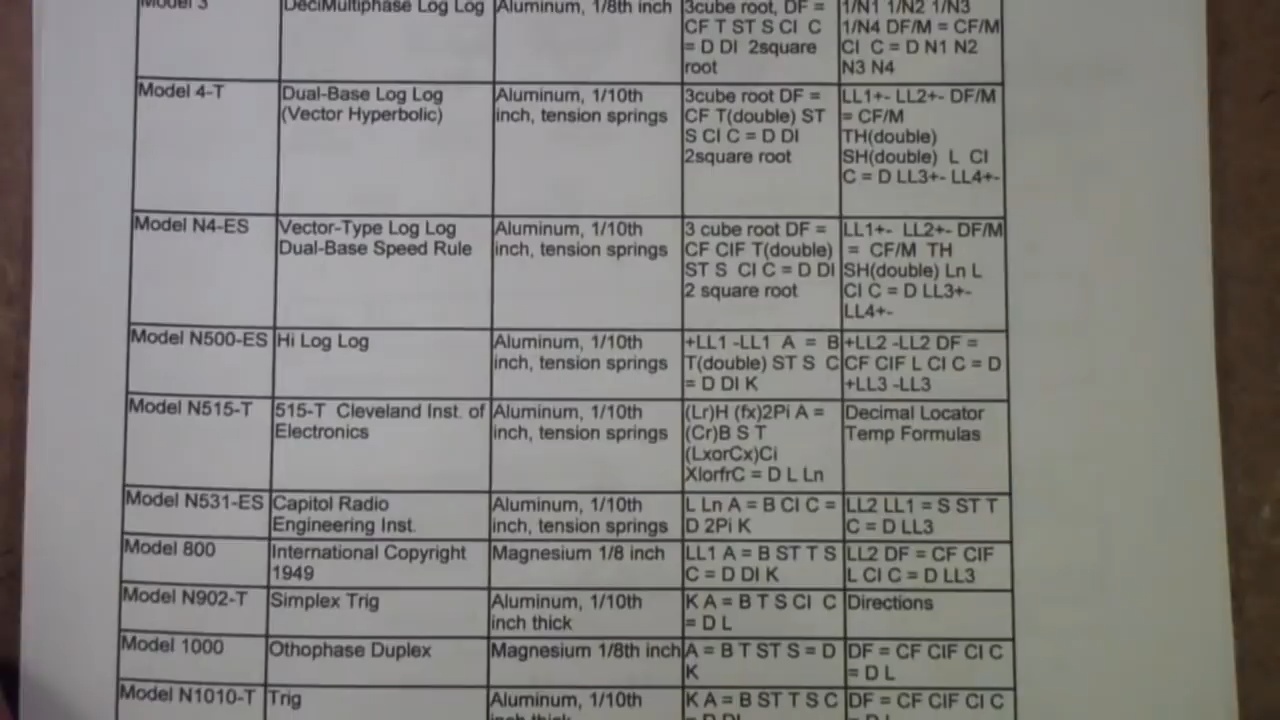 Model 3
DeciMultiphase Log Log
Aluminum, 1/8th inch
3cube root, DF =
CF T ST S CI C
= D DI 2square
root
1/N1 1/N2 1/N3
1/N4 DF/M = CF/M
CI C = D N1 N2
N3 N4
Model 4-T
Dual-Base Log Log
(Vector Hyperbolic)
Aluminum, 1/10th
inch, tension springs
3cube root DF =
CF T(double) ST
S CI C = D DI
2square root
LL1+- LL2+- DF/M
= CF/M
TH(double)
SH(double) L CI
C = D LL3+- LL4+-
Model N4-ES
Vector-Type Log Log
Dual-Base Speed Rule
Aluminum, 1/10th
inch, tension springs
3 cube root DF =
CF CIF T(double)
ST S CI C = D DI
2 square root
LL1+- LL2+- DF/M
= CF/M TH
SH(double) Ln L
CI C = D LL3+-
LL4+-
Model N500-ES
Hi Log Log
Aluminum, 1/10th
inch, tension springs
+LL1 -LL1 A = B
T(double) ST S C
= D DI K
+LL2 -LL2 DF =
CF CIF L CI C = D
+LL3 -LL3
Model N515-T
515-T Cleveland Inst. of
Electronics
Aluminum, 1/10th
inch, tension springs
(Lr)H (fx)2Pi A =
(Cr)B S T
(LxorCx)Ci
XlorfrC = D L Ln
Decimal Locator
Temp Formulas
Model N531-ES
Capitol Radio
Engineering Inst.
Aluminum, 1/10th
inch, tension springs
L Ln A = B CI C =
D 2Pi K
LL2 LL1 = S ST T
C = D LL3
Model 800
International Copyright
1949
Magnesium 1/8 inch
LL1 A = B ST T S
C = D DI K
LL2 DF = CF CIF
L CI C = D LL3
Model N902-T
Simplex Trig
Aluminum, 1/10th
inch thick
K A = B T S CI C
= D L
Directions
Model 1000
Othophase Duplex
Magnesium 1/8th inch
A = B T ST S = D
K
DF = CF CIF CI C
= D L
Model N1010-T
Trig
Aluminum, 1/10th
inch thick
K A = B ST T S C
= D DI
DF = CF CIF CI C
= D L